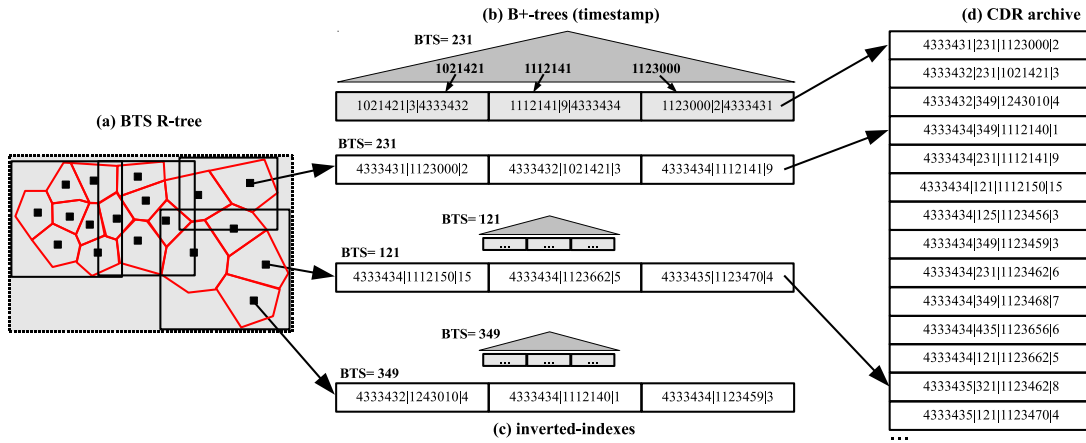 (b) B+-trees (timestamp)
(d) CDR archive
BTS= 231
1021421
1112141
1123000
1021421|3|4333432
1112141|9|4333434
1123000|2|4333431
(a) BTS R-tree
BTS= 231
4333431|1123000|2
4333432|1021421|3
4333434|1112141|9
BTS= 121
... ... ...
BTS= 121
4333434|1112150|15
4333434|1123662|5
4333435|1123470|4
BTS= 349
... ... ...
BTS= 349
4333432|1243010|4
4333434|1112140|1
4333434|1123459|3
(c) inverted-indexes
4333431|231|1123000|2
4333432|231|1021421|3
4333432|349|1243010|4
4333434|349|1112140|1
4333434|231|1112141|9
4333434|121|1112150|15
4333434|125|1123456|3
4333434|349|1123459|3
4333434|231|1123462|6
4333434|349|1123468|7
4333434|435|1123656|6
4333434|121|1123662|5
4333435|321|1123462|8
4333435|121|1123470|4
...